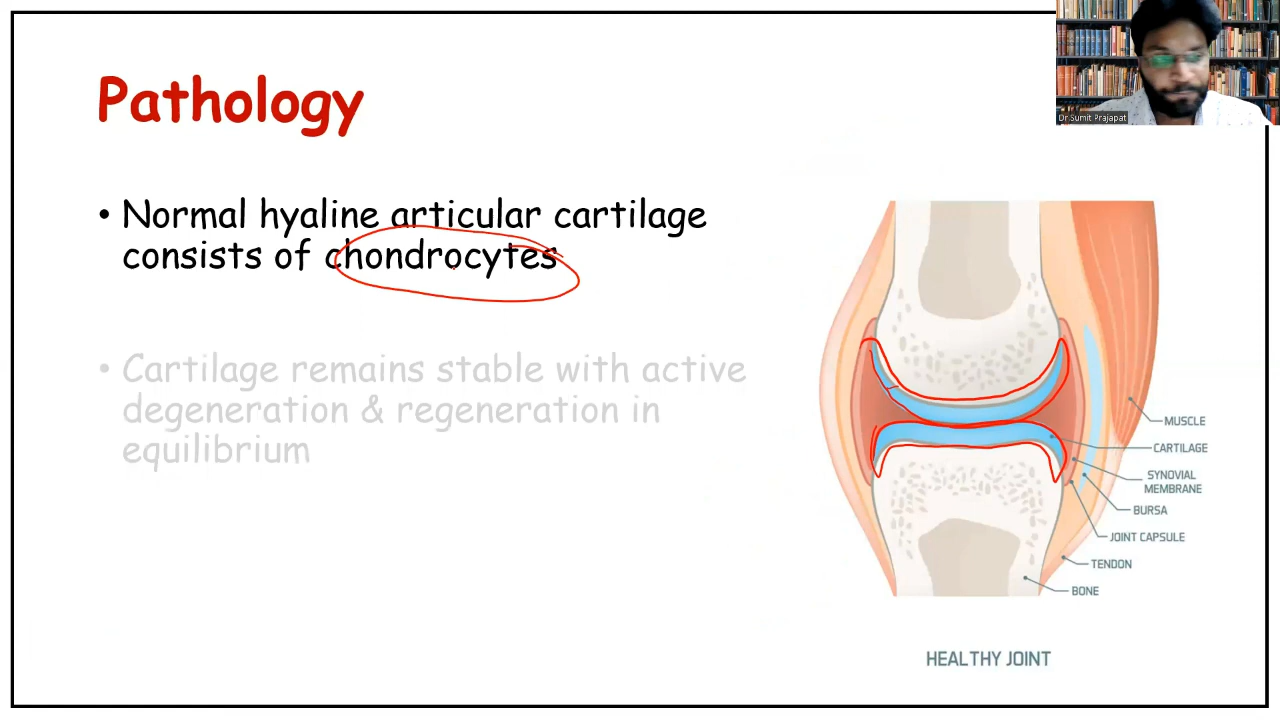 Dr.Sumit Prajapat
Pathology
• Normal hyaline articular cartilage
consists of chondrocytes
• Cartilage remains stable with active
degeneration & regeneration in
equilibrium
MUSCLE
CARTILAGE
SYNOVIAL
MEMBRANE
BURSA
JOINT CAPSULE
TENDON
BONE
HEALTHY JOINT